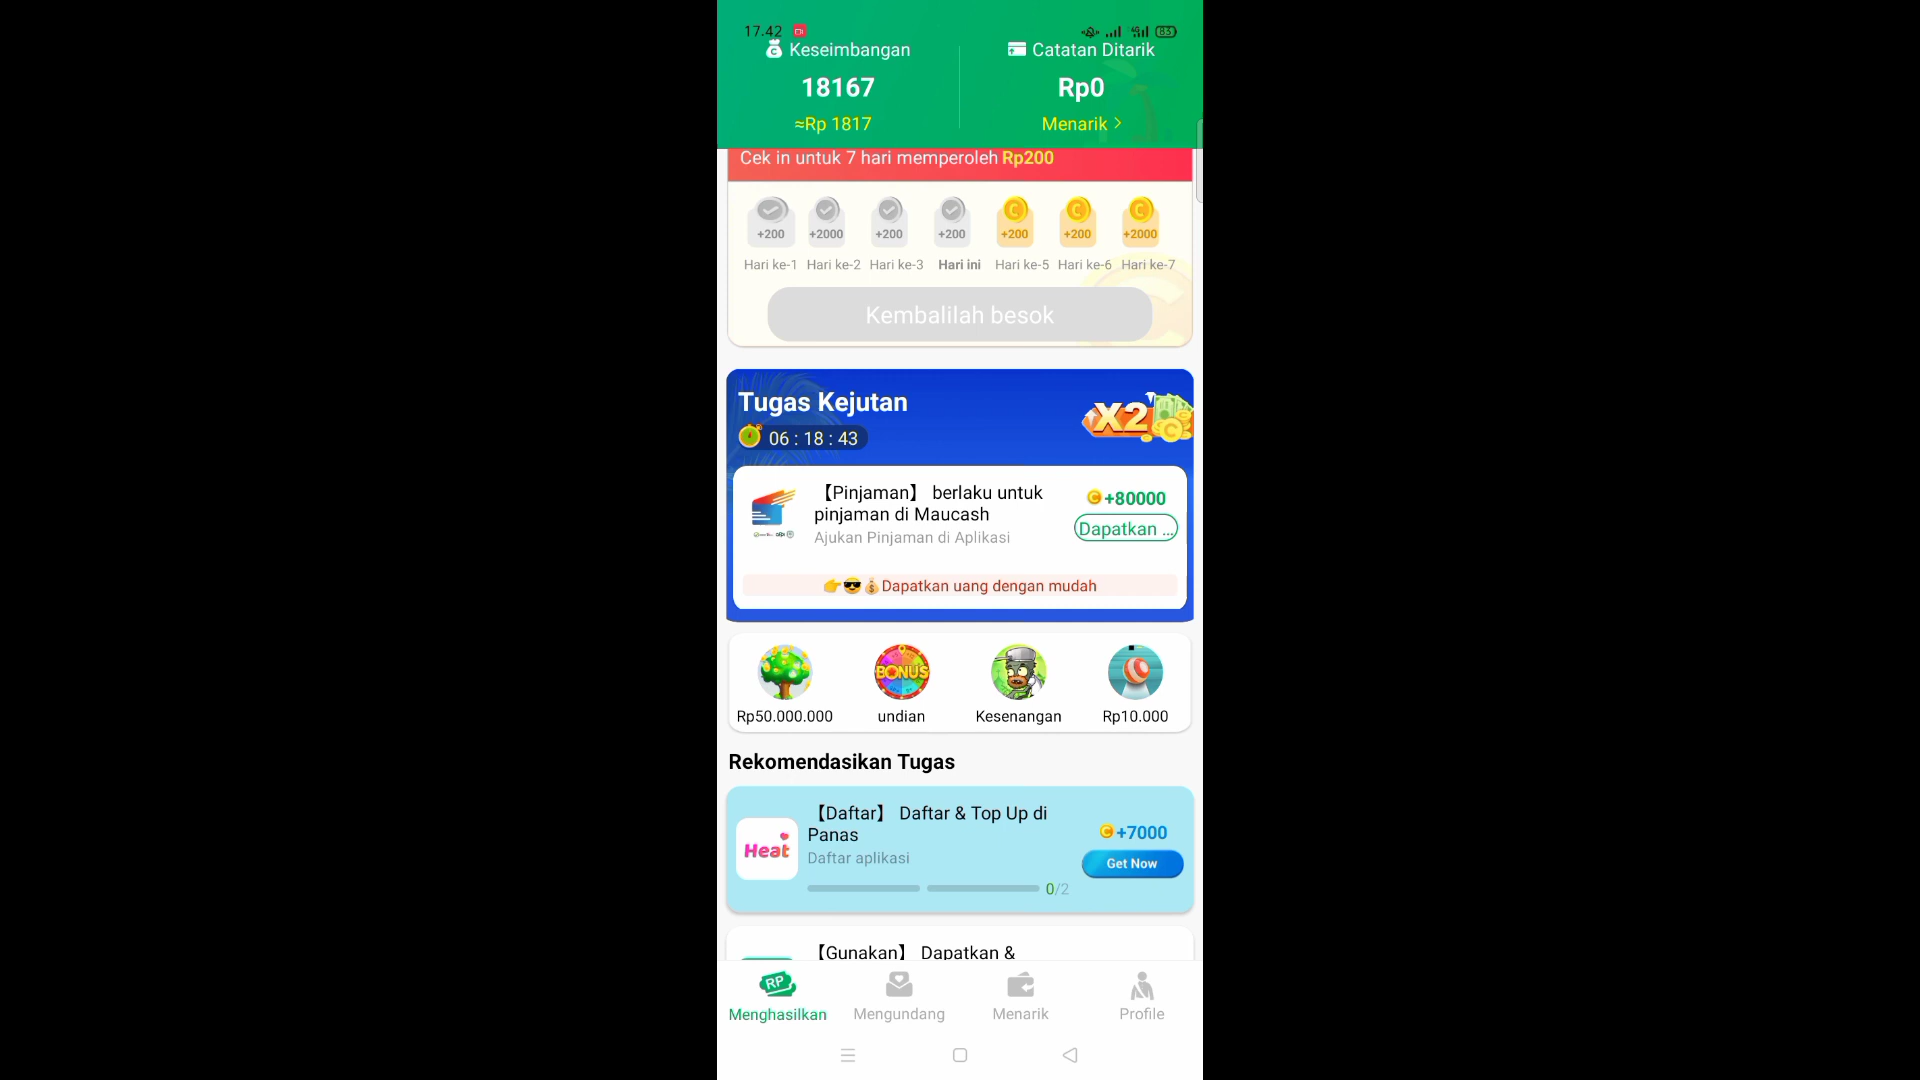 17.42
83
Keseimbangan
Catatan Ditarik
18167
Rp0
≈Rp 1817
Menarik >
Cek in untuk 7 hari memperoleh Rp200
+200 +2000 +200 +200 +200 +200 +2000
Hari ke-1 Hari ke-2 Hari ke-3 Hari ini Hari ke-5 Hari ke-6 Hari ke-7
Kembalilah besok
Tugas Kejutan
X2
06 : 18 : 43
【Pinjaman】 berlaku untuk
pinjaman di Maucash
+80000
Ajukan Pinjaman di Aplikasi
Dapatkan ...
👉😎💰Dapatkan uang dengan mudah
BONUS
Rp50.000.000 undian Kesenangan Rp10.000
Rekomendasikan Tugas
【Daftar】 Daftar & Top Up di
Panas
+7000
Heat
Daftar aplikasi
Get Now
0/2
【Gunakan】 Dapatkan &
RP
Menghasilkan Mengundang Menarik Profile